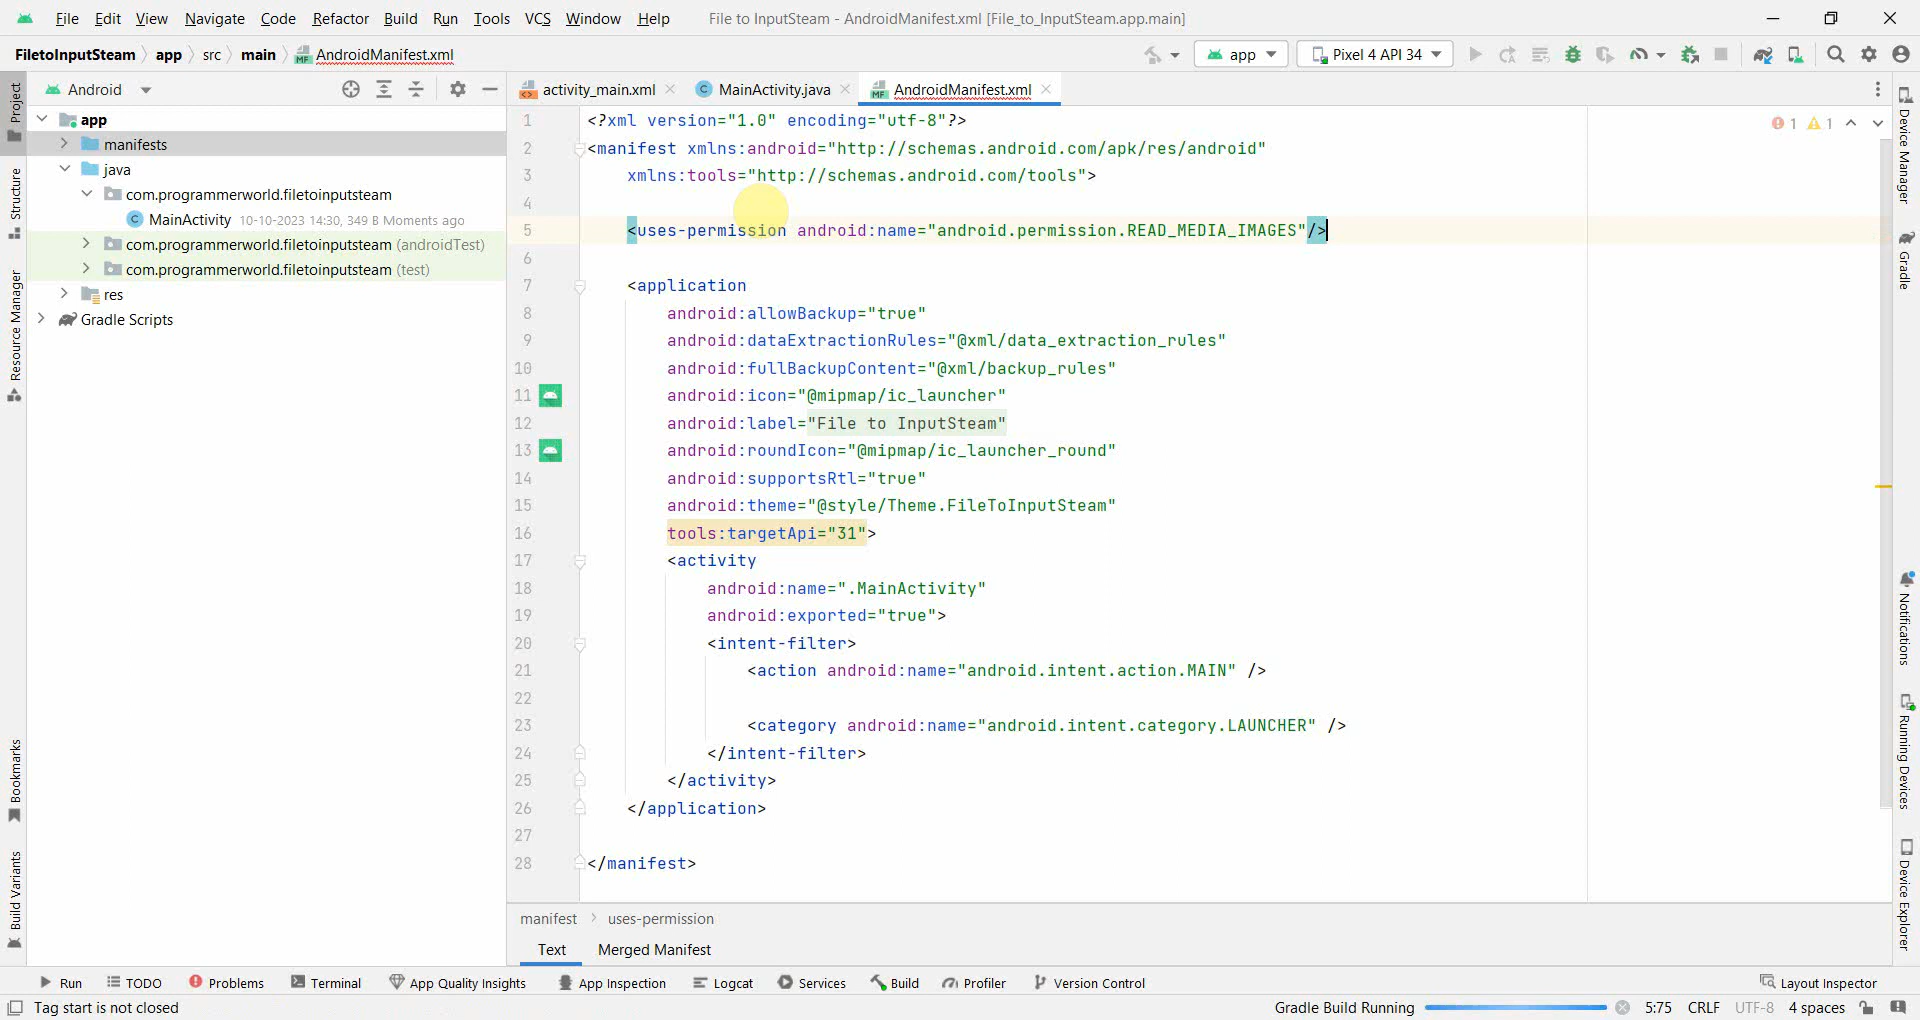 File Edit View Navigate Code Refactor Build Run Tools VCS Window Help File to InputSteam - AndroidManifest.xml [File_to_InputSteam.app.main]
FiletoInputSteam app src main AndroidManifest.xml app Pixel 4 API 34
Project
Structure
Resource Manager
Bookmarks
Build Variants
Android
app
manifests
java
com.programmerworld.filetoinputsteam
MainActivity 10-10-2023 14:30, 349 B Moments ago
com.programmerworld.filetoinputsteam (androidTest)
com.programmerworld.filetoinputsteam (test)
res
Gradle Scripts
activity_main.xml MainActivity.java AndroidManifest.xml
1 1
1 <?xml version="1.0" encoding="utf-8"?>
2 <manifest xmlns:android="http://schemas.android.com/apk/res/android"
3 xmlns:tools="http://schemas.android.com/tools">
4
5 <uses-permission android:name="android.permission.READ_MEDIA_IMAGES"/>
6
7 <application
8 android:allowBackup="true"
9 android:dataExtractionRules="@xml/data_extraction_rules"
10 android:fullBackupContent="@xml/backup_rules"
11 android:icon="@mipmap/ic_launcher"
12 android:label="File to InputSteam"
13 android:roundIcon="@mipmap/ic_launcher_round"
14 android:supportsRtl="true"
15 android:theme="@style/Theme.FileToInputSteam"
16 tools:targetApi="31">
17 <activity
18 android:name=".MainActivity"
19 android:exported="true">
20 <intent-filter>
21 <action android:name="android.intent.action.MAIN" />
22
23 <category android:name="android.intent.category.LAUNCHER" />
24 </intent-filter>
25 </activity>
26 </application>
27
28 </manifest>
manifest uses-permission
Text Merged Manifest
Device Manager
Gradle
Notifications
Running Devices
Device Explorer
Run TODO Problems Terminal App Quality Insights App Inspection Logcat Services Build Profiler Version Control Layout Inspector
Tag start is not closed Gradle Build Running 5:75 CRLF UTF-8 4 spaces